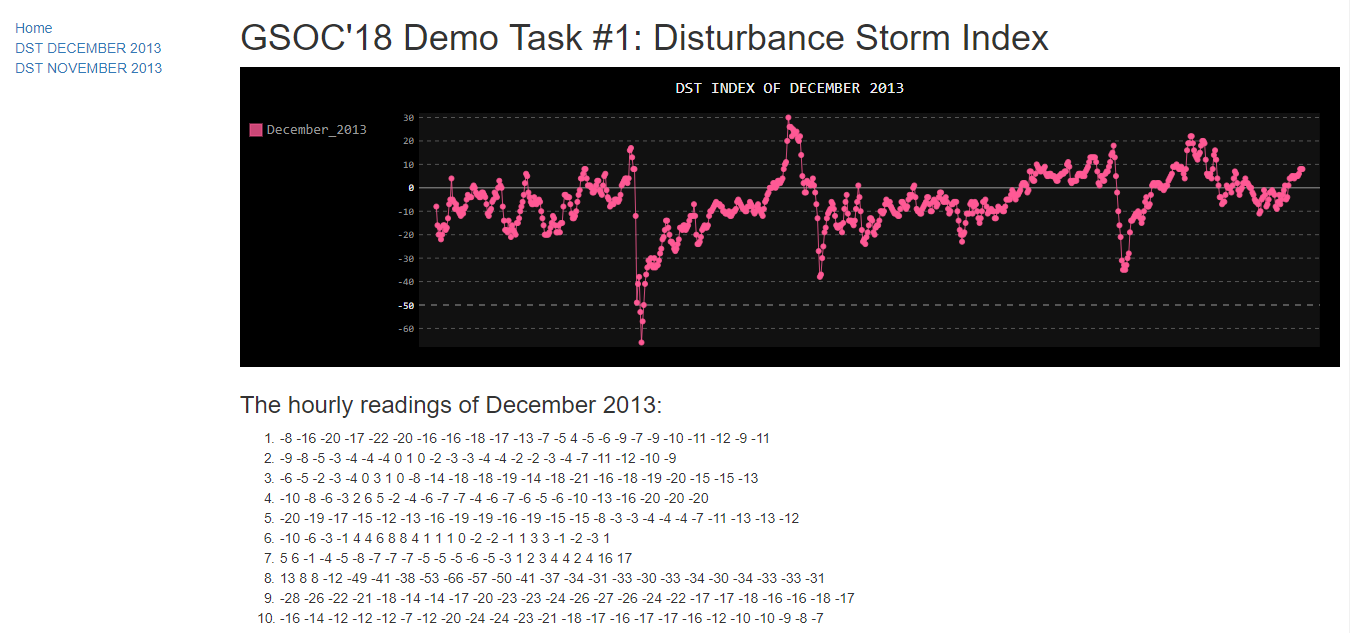 Home
DST DECEMBER 2013
DST NOVEMBER 2013
GSOC'18 Demo Task #1: Disturbance Storm Index
DST INDEX OF DECEMBER 2013
December_2013
30
20
10
0
-10
-20
-30
-40
-50
-60
The hourly readings of December 2013:
1. -8 -16 -20 -17 -22 -20 -16 -16 -18 -17 -13 -7 -5 4 -5 -6 -9 -7 -9 -10 -11 -12 -9 -11
2. -9 -8 -5 -3 -4 -4 -4 0 1 0 -2 -3 -3 -4 -4 -2 -2 -3 -4 -7 -11 -12 -10 -9
3. -6 -5 -2 -3 -4 0 3 1 0 -8 -14 -18 -18 -19 -14 -18 -21 -16 -18 -19 -20 -15 -15 -13
4. -10 -8 -6 -3 2 6 5 -2 -4 -6 -7 -7 -4 -6 -7 -6 -5 -6 -10 -13 -16 -20 -20 -20
5. -20 -19 -17 -15 -12 -13 -16 -19 -19 -16 -19 -15 -15 -8 -3 -3 -4 -4 -4 -7 -11 -13 -13 -12
6. -10 -6 -3 -1 4 4 6 8 8 4 1 1 1 0 -2 -2 -1 1 3 3 -1 -2 -3 1
7. 5 6 -1 -4 -5 -8 -7 -7 -7 -5 -5 -5 -6 -5 -3 1 2 3 4 4 2 4 16 17
8. 13 8 8 -12 -49 -41 -38 -53 -66 -57 -50 -41 -37 -34 -31 -33 -30 -33 -34 -30 -34 -33 -33 -31
9. -28 -26 -22 -21 -18 -14 -14 -17 -20 -23 -23 -24 -26 -27 -26 -24 -22 -17 -17 -18 -16 -16 -18 -17
10. -16 -14 -12 -12 -12 -7 -12 -20 -24 -24 -23 -21 -18 -17 -16 -17 -17 -16 -12 -10 -10 -9 -8 -7